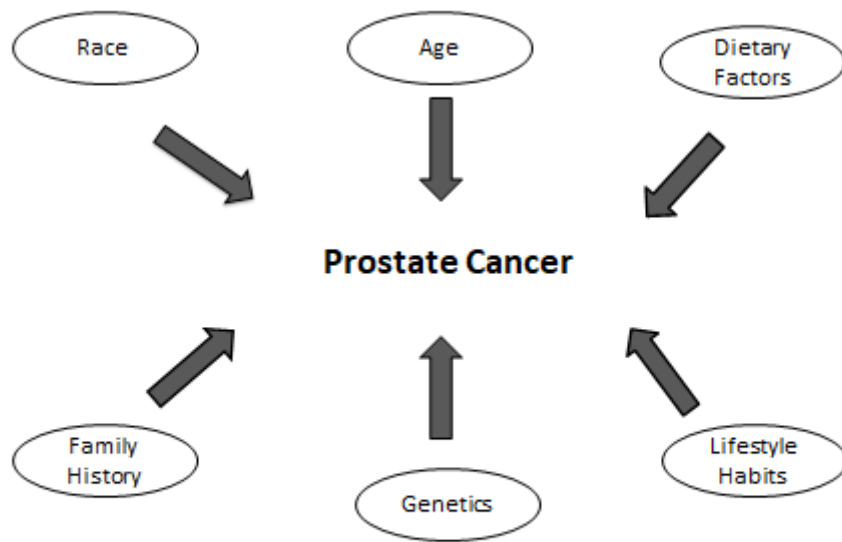 Race
Age
Dietary
Factors
Prostate Cancer
Family
History
Genetics
Lifestyle
Habits